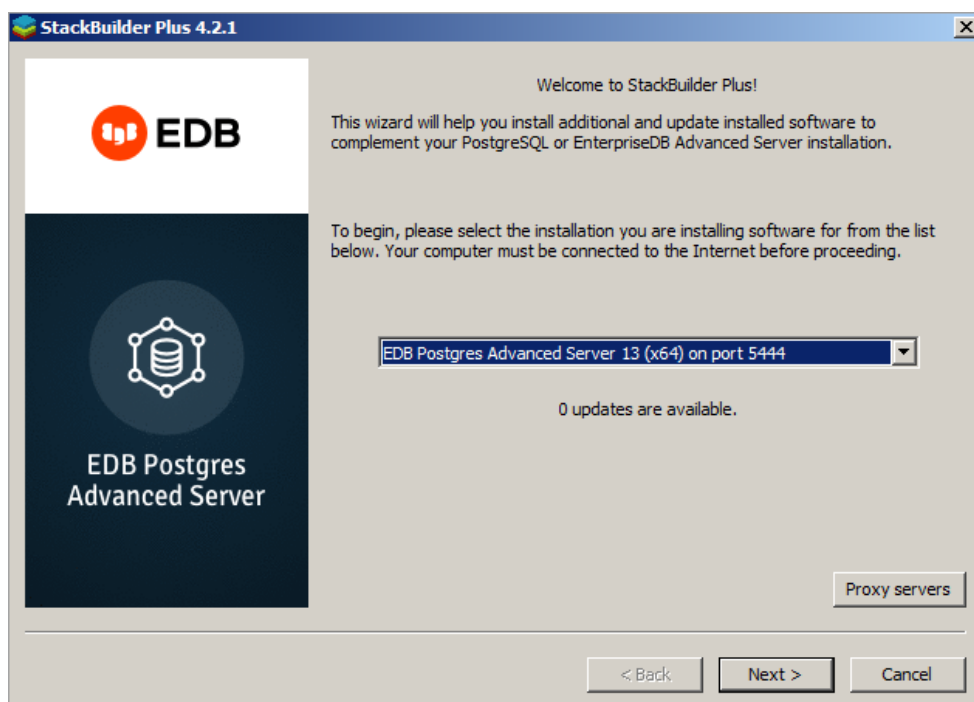 StackBuilder Plus 4.2.1
EDB
EDB Postgres
Advanced Server
Welcome to StackBuilder Plus!
This wizard will help you install additional and update installed software to
complement your PostgreSQL or EnterpriseDB Advanced Server installation.
To begin, please select the installation you are installing software for from the list
below. Your computer must be connected to the Internet before proceeding.
EDB Postgres Advanced Server 13 (x64) on port 5444
0 updates are available.
Proxy servers
< Back
Next >
Cancel